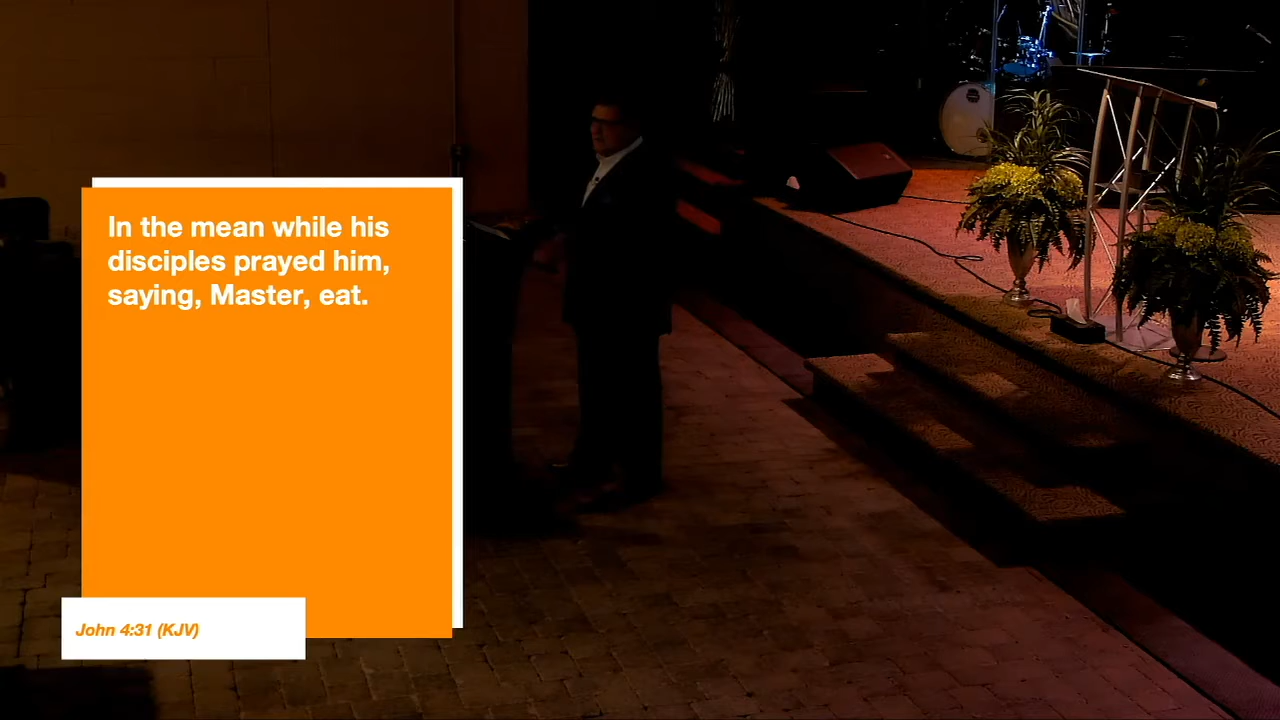 In the mean while his
disciples prayed him,
saying, Master, eat.
John 4:31 (KJV)